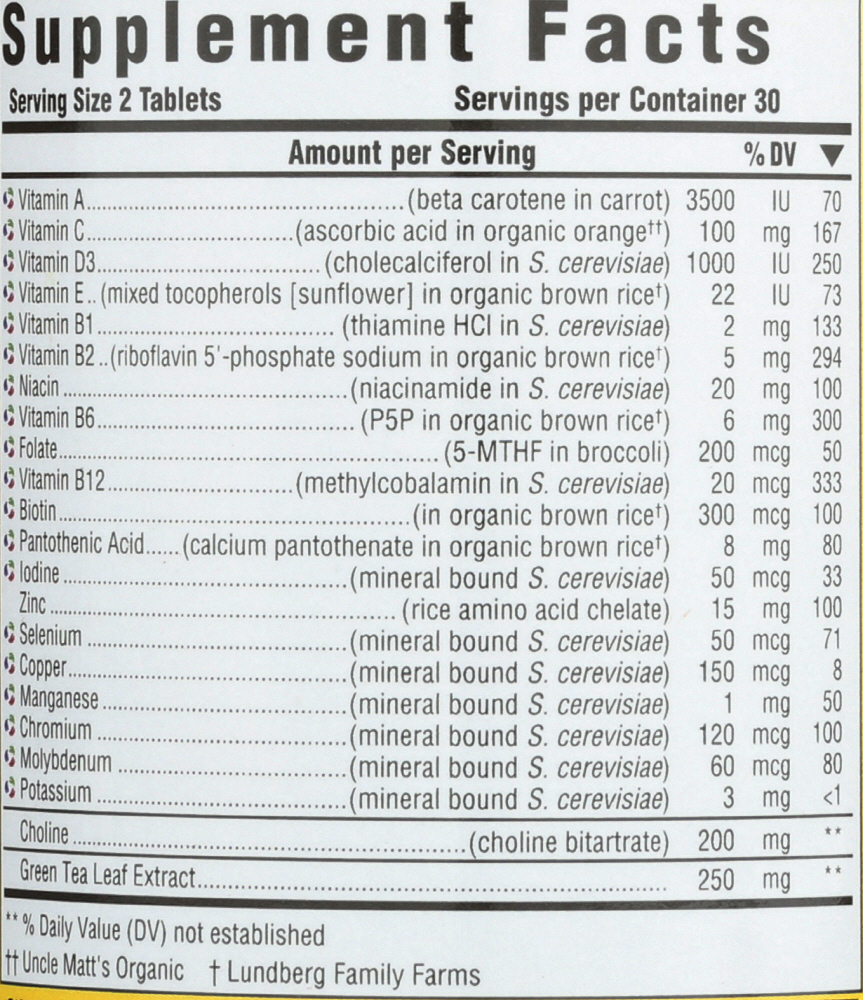 Supplement Facts
Serving Size 2 Tablets Servings per Container 30
Amount per Serving % DV ▼
Vitamin A (beta carotene in carrot) 3500 IU 70
Vitamin C (ascorbic acid in organic orange††) 100 mg 167
Vitamin D3 (cholecalciferol in S. cerevisiae) 1000 IU 250
Vitamin E (mixed tocopherols [sunflower] in organic brown rice†) 22 IU 73
Vitamin B1 (thiamine HCl in S. cerevisiae) 2 mg 133
Vitamin B2 (riboflavin 5'-phosphate sodium in organic brown rice†) 5 mg 294
Niacin (niacinamide in S. cerevisiae) 20 mg 100
Vitamin B6 (P5P in organic brown rice†) 6 mg 300
Folate (5-MTHF in broccoli) 200 mcg 50
Vitamin B12 (methylcobalamin in S. cerevisiae) 20 mcg 333
Biotin (in organic brown rice†) 300 mcg 100
Pantothenic Acid (calcium pantothenate in organic brown rice†) 8 mg 80
Iodine (mineral bound S. cerevisiae) 50 mcg 33
Zinc (rice amino acid chelate) 15 mg 100
Selenium (mineral bound S. cerevisiae) 50 mcg 71
Copper (mineral bound S. cerevisiae) 150 mcg 8
Manganese (mineral bound S. cerevisiae) 1 mg 50
Chromium (mineral bound S. cerevisiae) 120 mcg 100
Molybdenum (mineral bound S. cerevisiae) 60 mcg 80
Potassium (mineral bound S. cerevisiae) 3 mg <1
Choline (choline bitartrate) 200 mg **
Green Tea Leaf Extract 250 mg **
** % Daily Value (DV) not established
†† Uncle Matt's Organic † Lundberg Family Farms